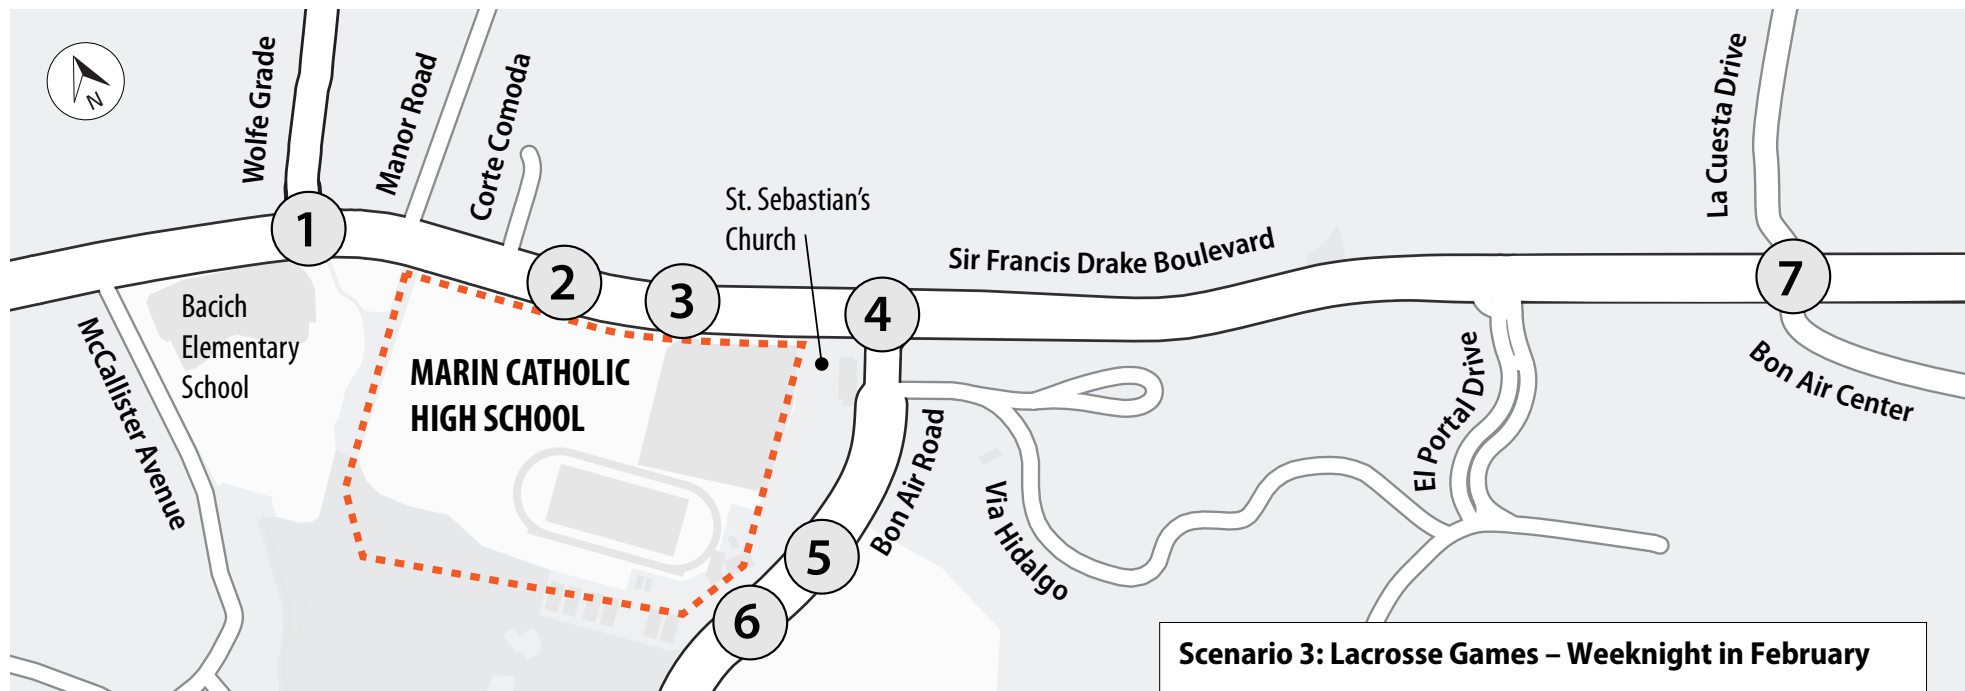 N
Wolfe Grade
Manor Road
Corte Comoda
St. Sebastian's
Church
Sir Francis Drake Boulevard
La Cuesta Drive
1
2
3
4
7
Bacich
Elementary
School
McCallister Avenue
MARIN CATHOLIC
HIGH SCHOOL
Bon Air Road
Via Hidalgo
El Portal Drive
Bon Air Center
5
6
Scenario 3: Lacrosse Games – Weeknight in February